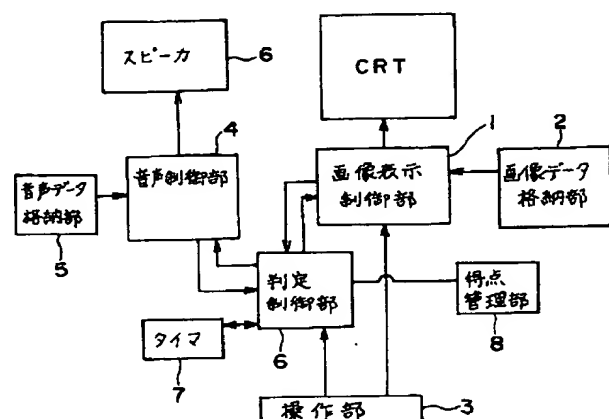 スピーカ
6
CRT
4
1
2
音声制御部
画像表示
制御部
画像データ
格納部
音声データ
格納部
5
判定
制御部
6
得点
管理部
8
タイマ
7
操作部
3